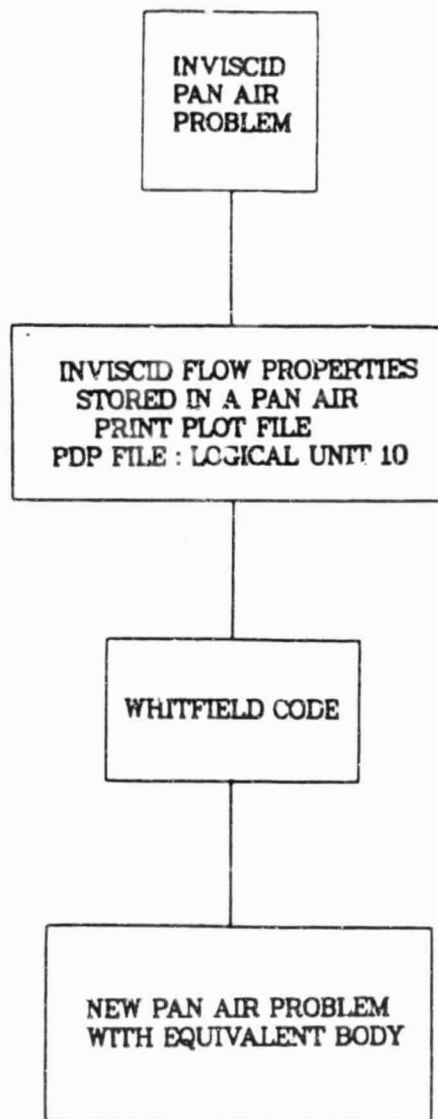 INVISCID
PAN AIR
PROBLEM
INVISCID FLOW PROPERTIES
STORED IN A PAN AIR
PRINT PLOT FILE
PDP FILE : LOGICAL UNIT 10
WHITFIELD CODE
NEW PAN AIR PROBLEM
WITH EQUIVALENT BODY